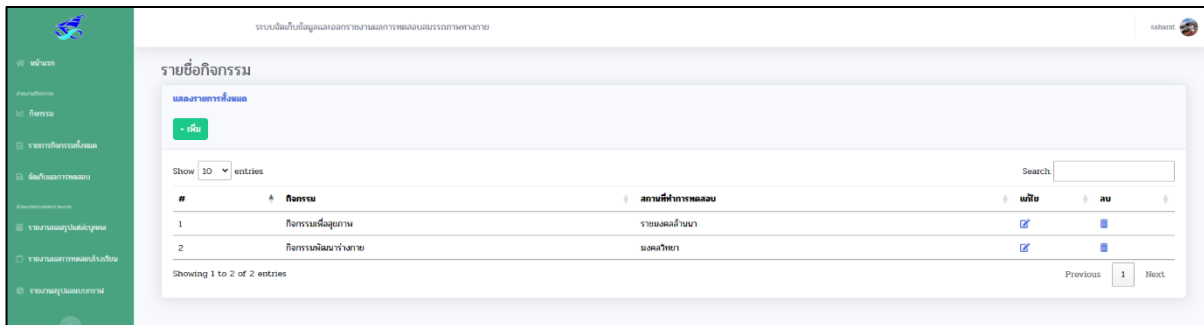 ระบบจัดเก็บข้อมูลและออกรายงานผลการทดสอบสมรรถภาพทางกาย
saharat
หน้าแรก
กิจกรรม
รายการกิจกรรมทั้งหมด
จัดเก็บผลการทดสอบ
รายงานผลสรุปแต่ละบุคคล
รายงานผลการทดสอบโรงเรียน
รายงานสรุปผลแบบกราฟ
รายชื่อกิจกรรม
แสดงรายการทั้งหมด
+ เพิ่ม
Show 10 entries Search:
# กิจกรรม สถานที่ทำการทดสอบ แก้ไข ลบ
1 กิจกรรมเพื่อสุขภาพ ราชมงคลล้านนา
2 กิจกรรมพัฒนาร่างกาย มงคลวิทยา
Showing 1 to 2 of 2 entries Previous 1 Next